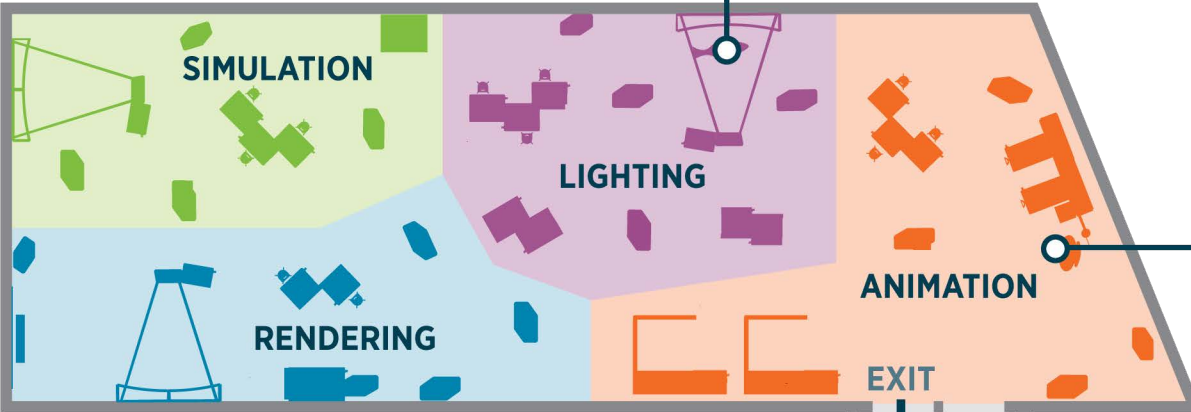 SIMULATION
LIGHTING
ANIMATION
RENDERING
EXIT